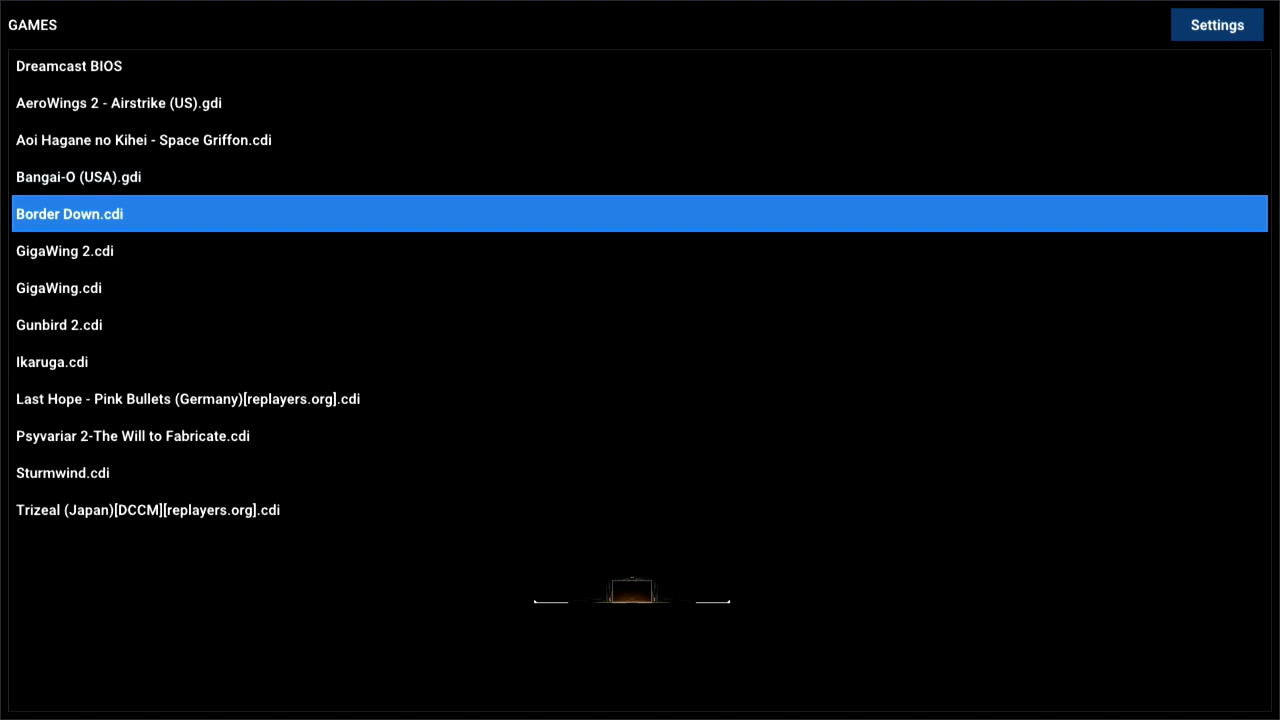 GAMES
Settings
Dreamcast BIOS
AeroWings 2 - Airstrike (US).gdi
Aoi Hagane no Kihei - Space Griffon.cdi
Bangai-O (USA).gdi
Border Down.cdi
GigaWing 2.cdi
GigaWing.cdi
Gunbird 2.cdi
Ikaruga.cdi
Last Hope - Pink Bullets (Germany)[replayers.org].cdi
Psyvariar 2-The Will to Fabricate.cdi
Sturmwind.cdi
Trizeal (Japan)[DCCM][replayers.org].cdi